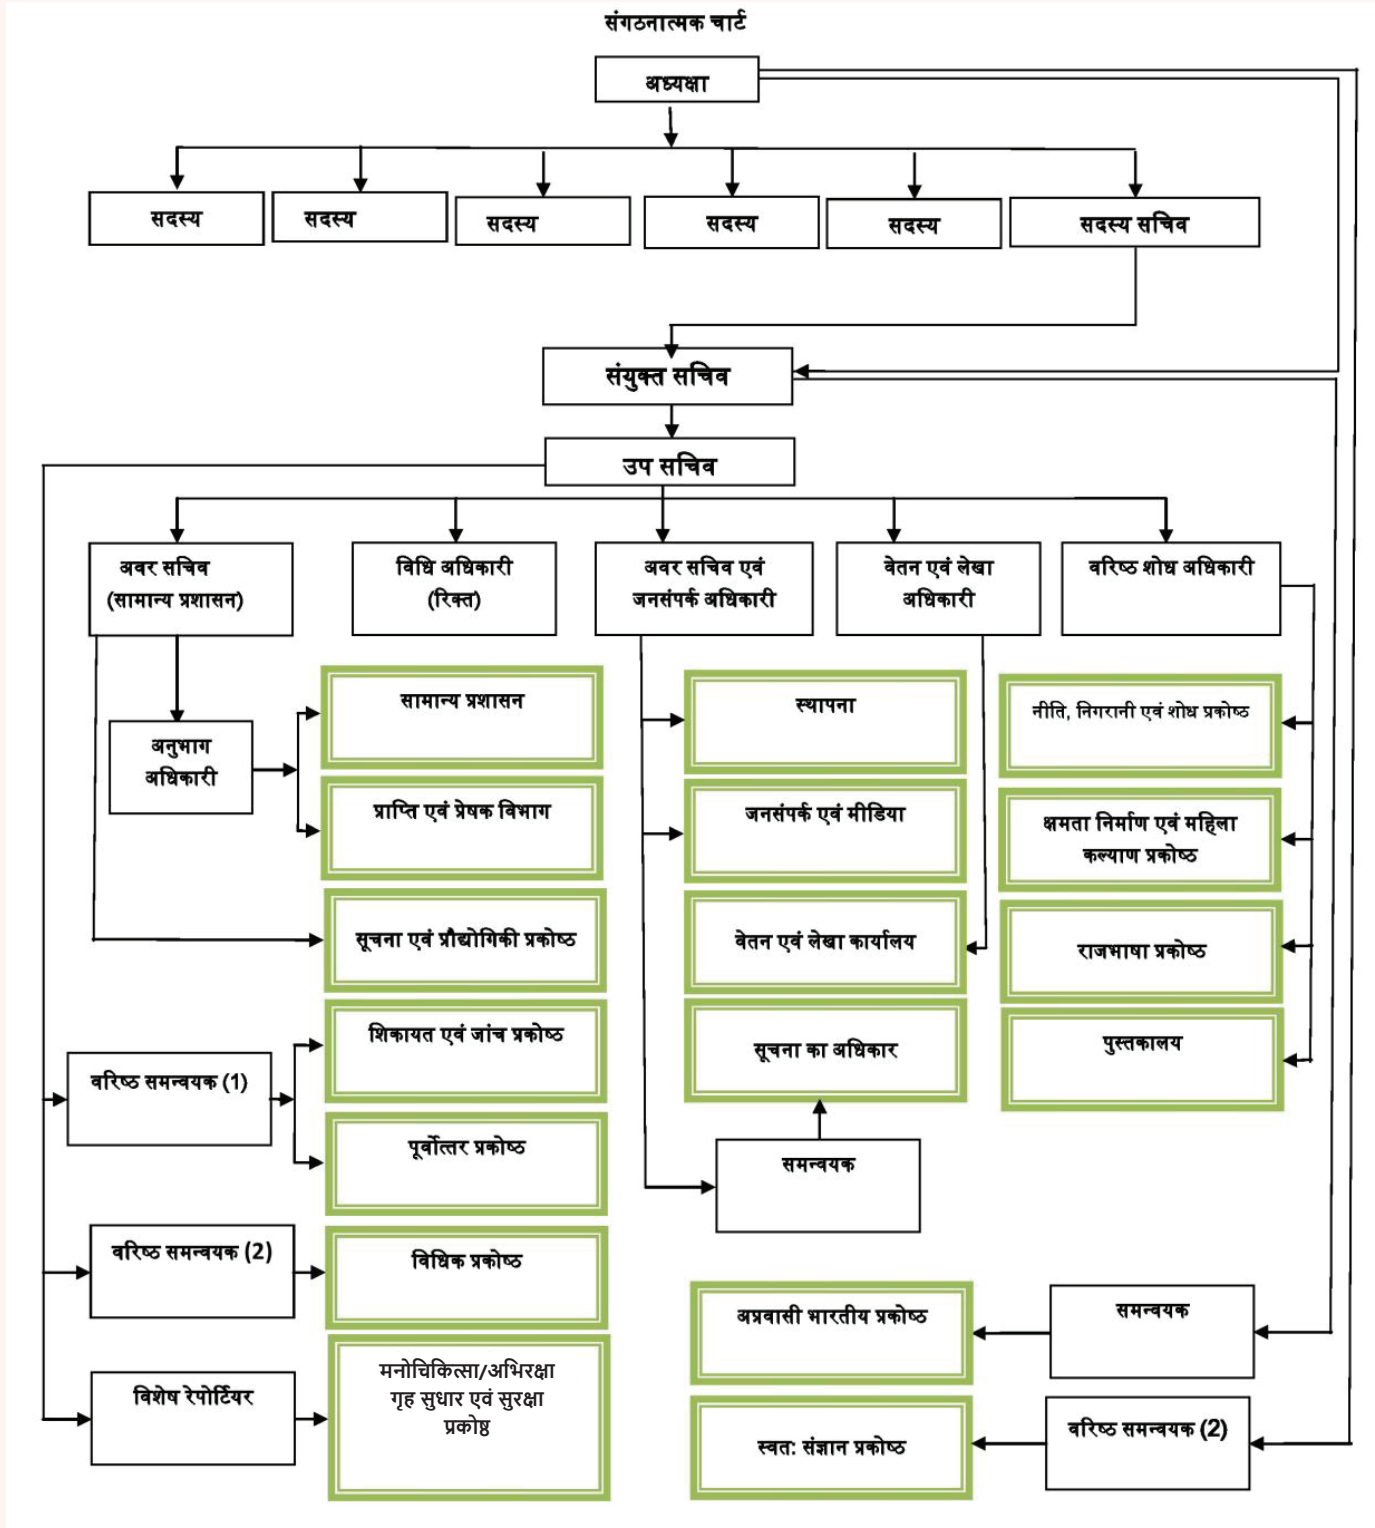 संगठनात्मक चार्ट
अध्यक्षा
सदस्य
सदस्य
सदस्य
सदस्य
सदस्य
सदस्य सचिव
संयुक्त सचिव
उप सचिव
अवर सचिव
(सामान्य प्रशासन)
विधि अधिकारी
(रिक्त)
अवर सचिव एवं
जनसंपर्क अधिकारी
वेतन एवं लेखा
अधिकारी
वरिष्ठ शोध अधिकारी
अनुभाग
अधिकारी
सामान्य प्रशासन
प्राप्ति एवं प्रेषक विभाग
सूचना एवं प्रौद्योगिकी प्रकोष्ठ
स्थापना
जनसंपर्क एवं मीडिया
वेतन एवं लेखा कार्यालय
सूचना का अधिकार
समन्वयक
नीति, निगरानी एवं शोध प्रकोष्ठ
क्षमता निर्माण एवं महिला
कल्याण प्रकोष्ठ
राजभाषा प्रकोष्ठ
पुस्तकालय
वरिष्ठ समन्वयक (1)
शिकायत एवं जांच प्रकोष्ठ
पूर्वोत्तर प्रकोष्ठ
वरिष्ठ समन्वयक (2)
विधिक प्रकोष्ठ
विशेष रेपोर्टियर
मनोचिकित्सा/अभिरक्षा
गृह सुधार एवं सुरक्षा
प्रकोष्ठ
अप्रवासी भारतीय प्रकोष्ठ
समन्वयक
स्वत: संज्ञान प्रकोष्ठ
वरिष्ठ समन्वयक (2)